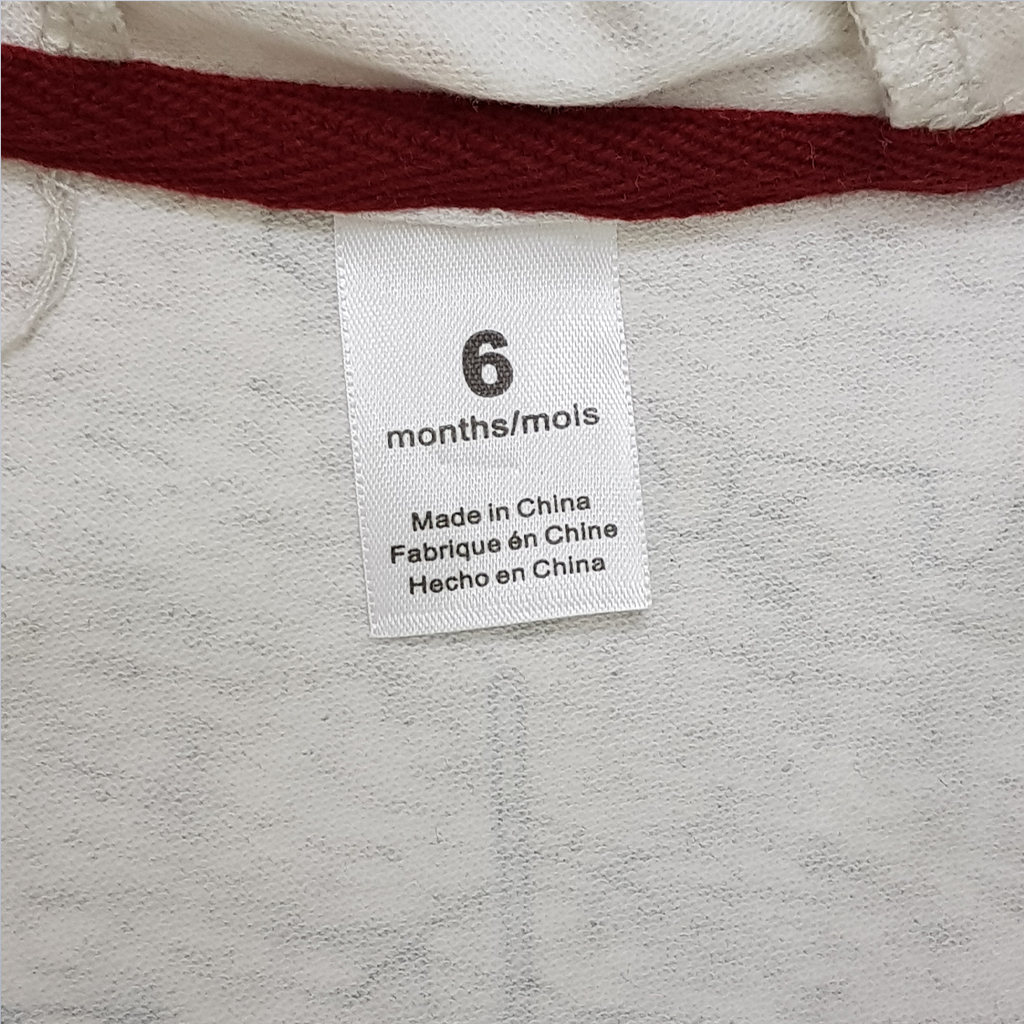 6
months/mois
Made in China
Fabrique én Chine
Hecho en China